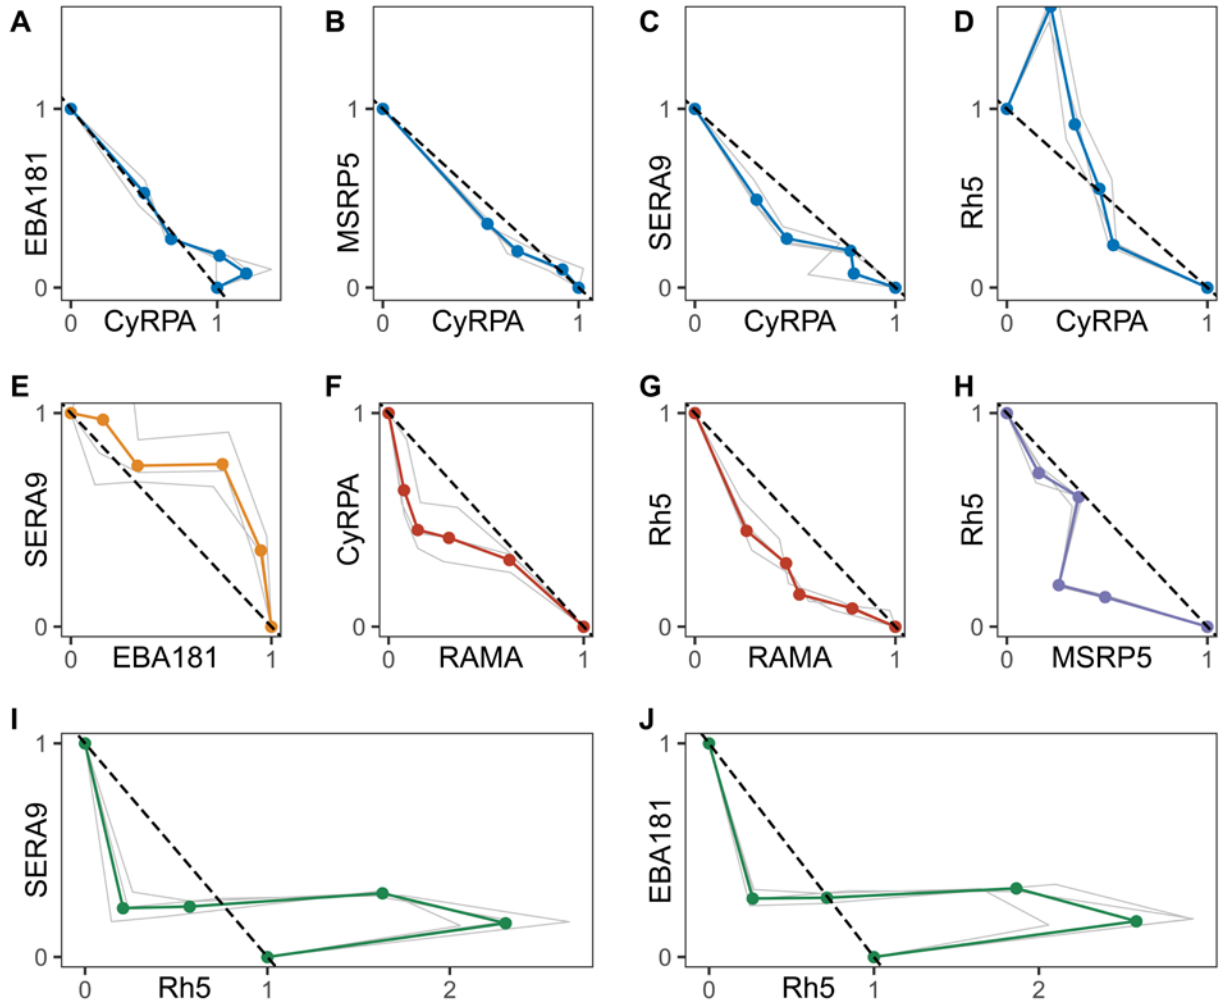 A B C D
1 1 1 1
EBA181 MSRP5 SERA9 Rh5
0 0 0 0
0 1 0 1 0 1 0 1
CyRPA CyRPA CyRPA CyRPA
E F G H
1 1 1 1
SERA9 CyRPA Rh5 Rh5
0 0 0 0
0 1 0 1 0 1 0 1
EBA181 RAMA RAMA MSRP5
I J
1 1
SERA9 EBA181
0 0
0 1 2 0 1 2
Rh5 Rh5